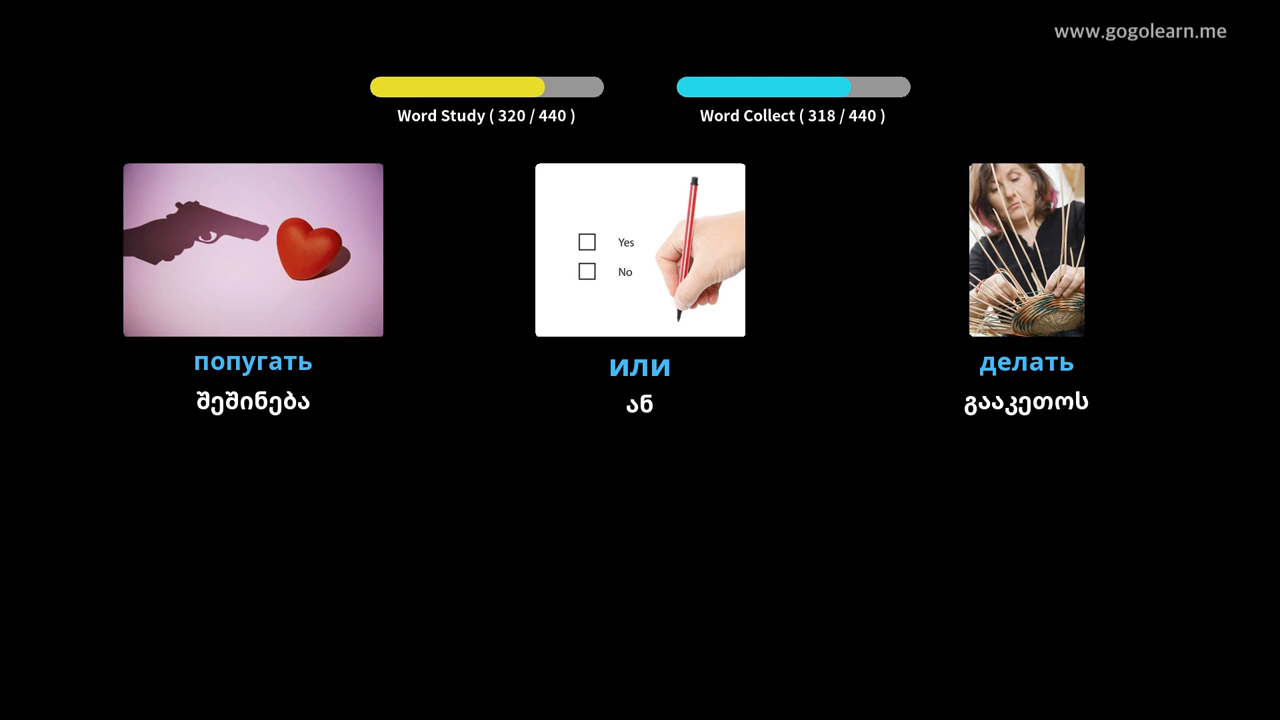 www.gogolearn.me
Word Study ( 320 / 440 )
Word Collect ( 318 / 440 )
Yes
No
попугать
или
делать
შეშინება
ან
გააკეთოს